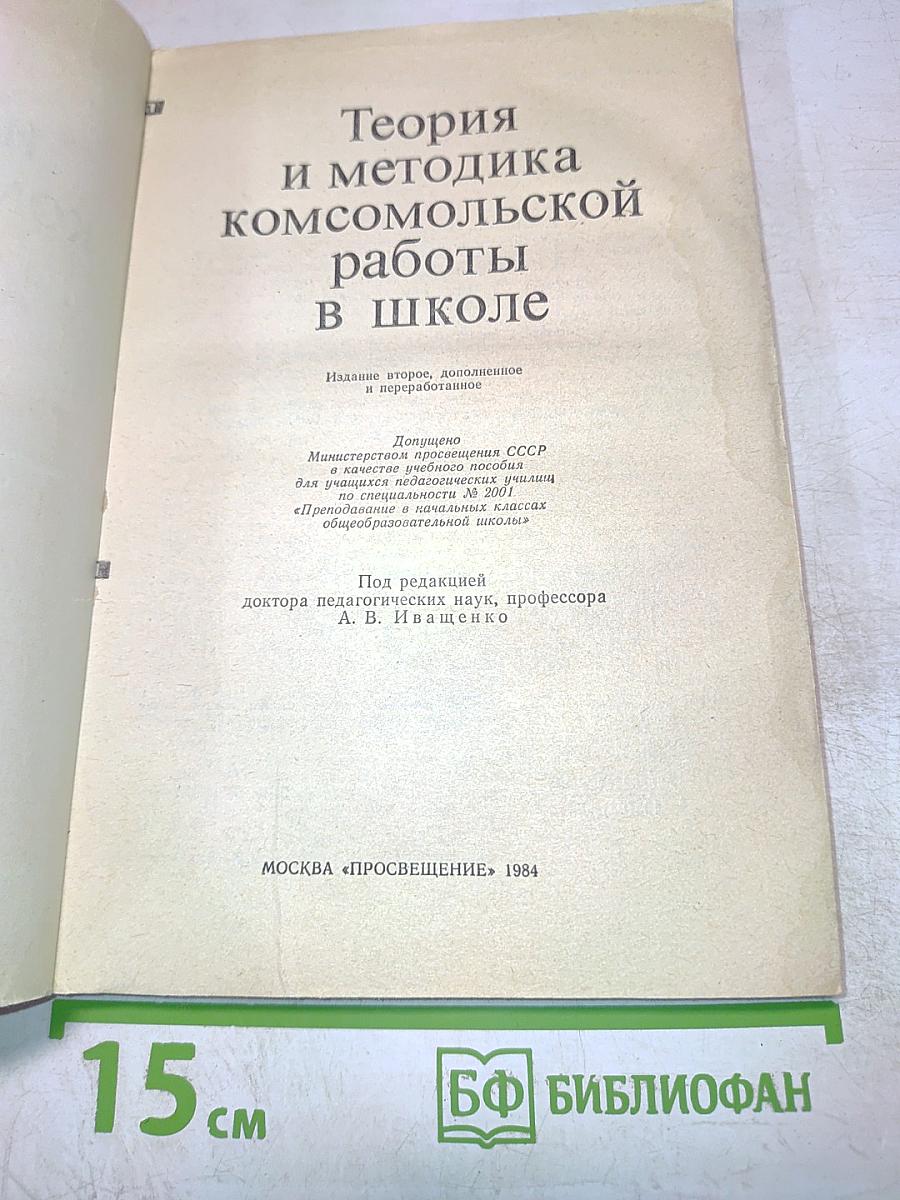 Теория
и методика
комсомольской
работы
в школе
Издание второе, дополненное
и переработанное
Допущено
Министерством просвещения СССР
в качестве учебного пособия
для учащихся педагогических училищ
по специальности № 2001
«Преподавание в начальных классах
общеобразовательной школы»
Под редакцией
доктора педагогических наук, профессора
А. В. Иващенко
МОСКВА «ПРОСВЕЩЕНИЕ» 1984
15 см
БФ БИБЛИОФАН